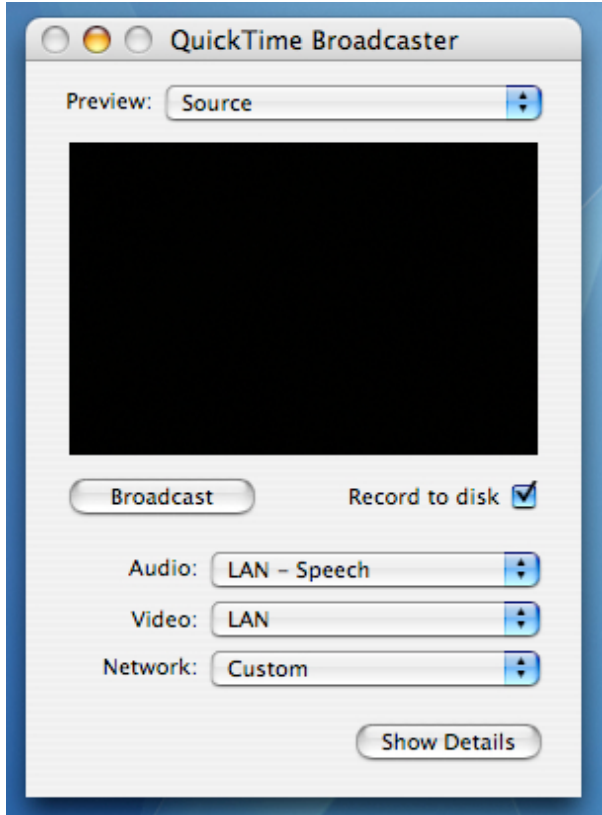 QuickTime Broadcaster
Preview: Source
Broadcast Record to disk
Audio: LAN – Speech
Video: LAN
Network: Custom
Show Details